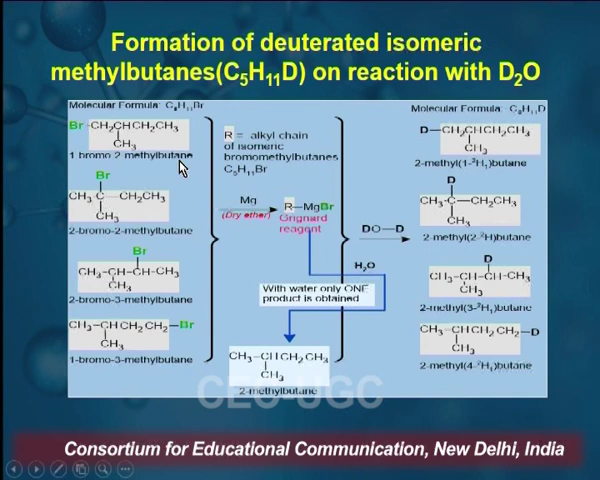 Formation of deuterated isomeric
methylbutanes(C₅H₁₁D) on reaction with D₂O
Molecular Formula: C₅H₁₁Br
Br-CH₂CHCH₂CH₃
CH₃
1 bromo 2 methylbutane
Br
CH₃ C CH₂CH₃
CH₃
2-bromo-2-methylbutane
Br
CH₃-CH-CH-CH₃
CH₃
2-bromo-3-methylbutane
CH₃-CHCH₂CH₂-Br
CH₃
1-bromo-3-methylbutane
R = alkyl chain
of isomeric
bromomethylbutanes
C₅H₁₁Br
Mg
(Dry ether)
R-MgBr
Grignard
reagent
DO-D
H₂O
With water only ONE
product is obtained
CH₃-CHCH₂CH₃
CH₃
2-methylbutane
Molecular Formula: C₅H₁₁D
D-CH₂CHCH₂CH₃
CH₃
2-methyl(1-²H₁)butane
D
CH₃-C-CH₂CH₃
CH₃
2-methyl(2-²H)butane
D
CH₃-CH-CH-CH₃
CH₃
2-methyl(3-²H₁)butane
CH₃-CHCH₂CH₂-D
CH₃
2-methyl(4-²H₁)butane
CEC-UGC
Consortium for Educational Communication, New Delhi, India